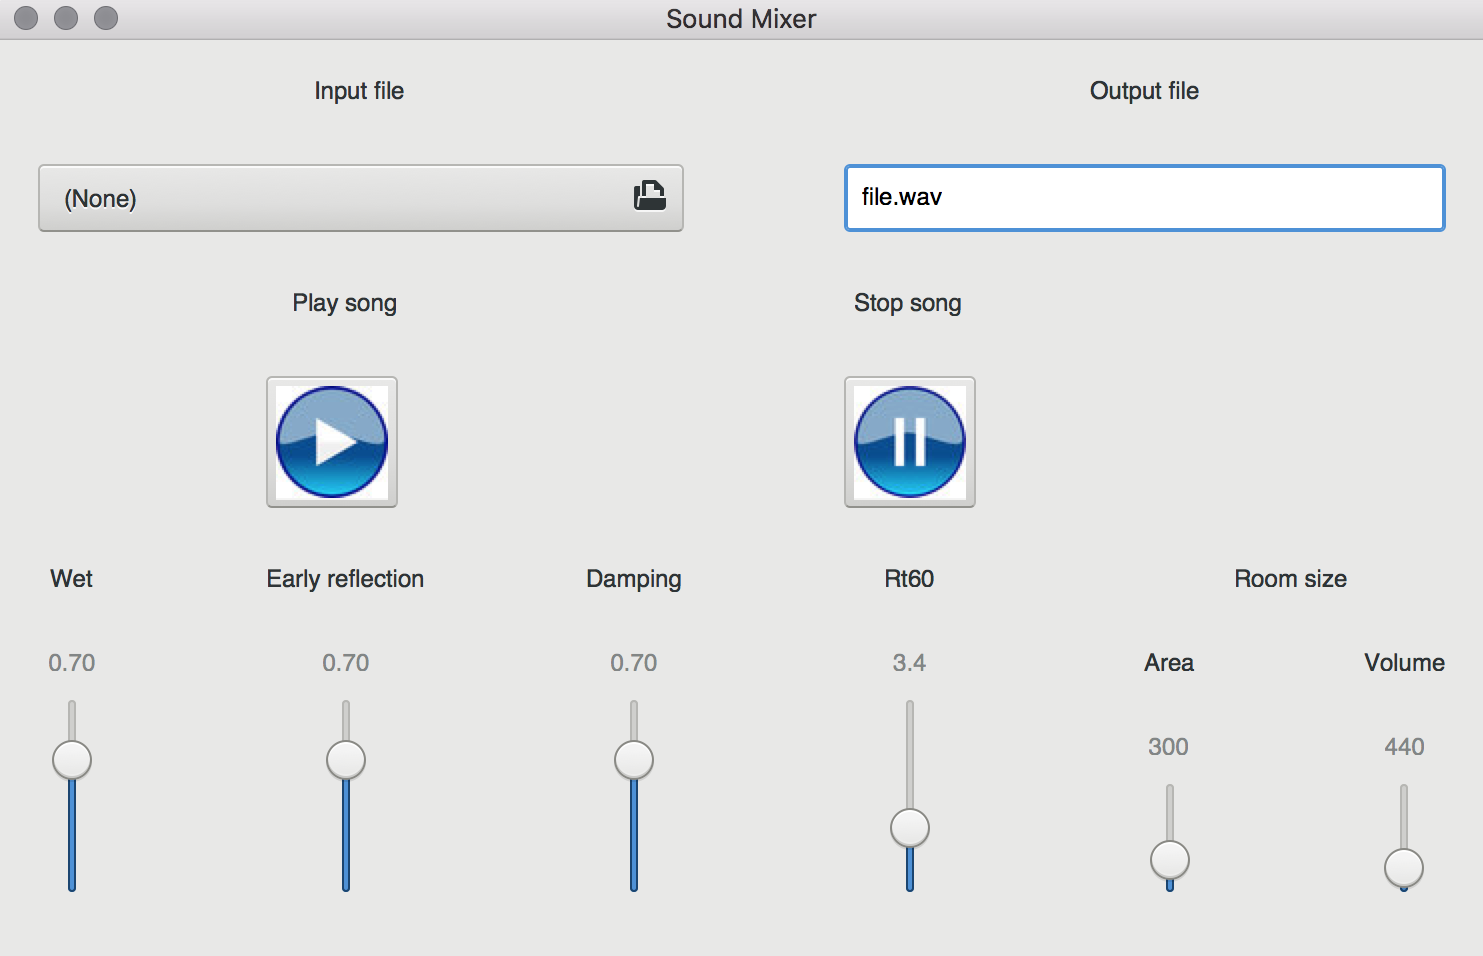 Sound Mixer
Input file
Output file
(None)
file.wav
Play song
Stop song
Wet
Early reflection
Damping
Rt60
Room size
0.70
0.70
0.70
3.4
Area
Volume
300
440